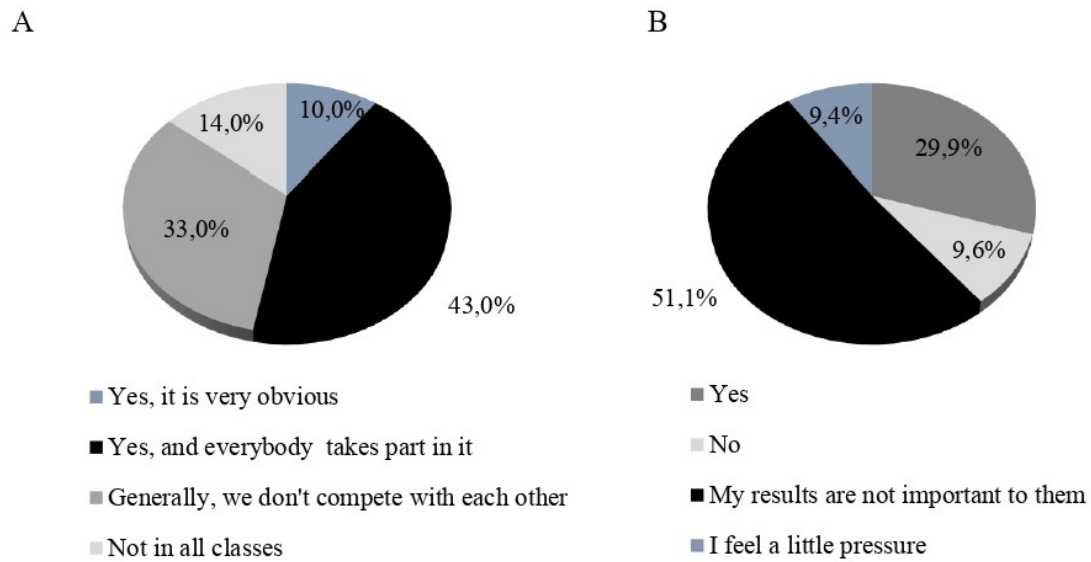 A
10,0%
14,0%
33,0%
43,0%
Yes, it is very obvious
Yes, and everybody takes part in it
Generally, we don't compete with each other
Not in all classes
B
9,4%
29,9%
9,6%
51,1%
Yes
No
My results are not important to them
I feel a little pressure